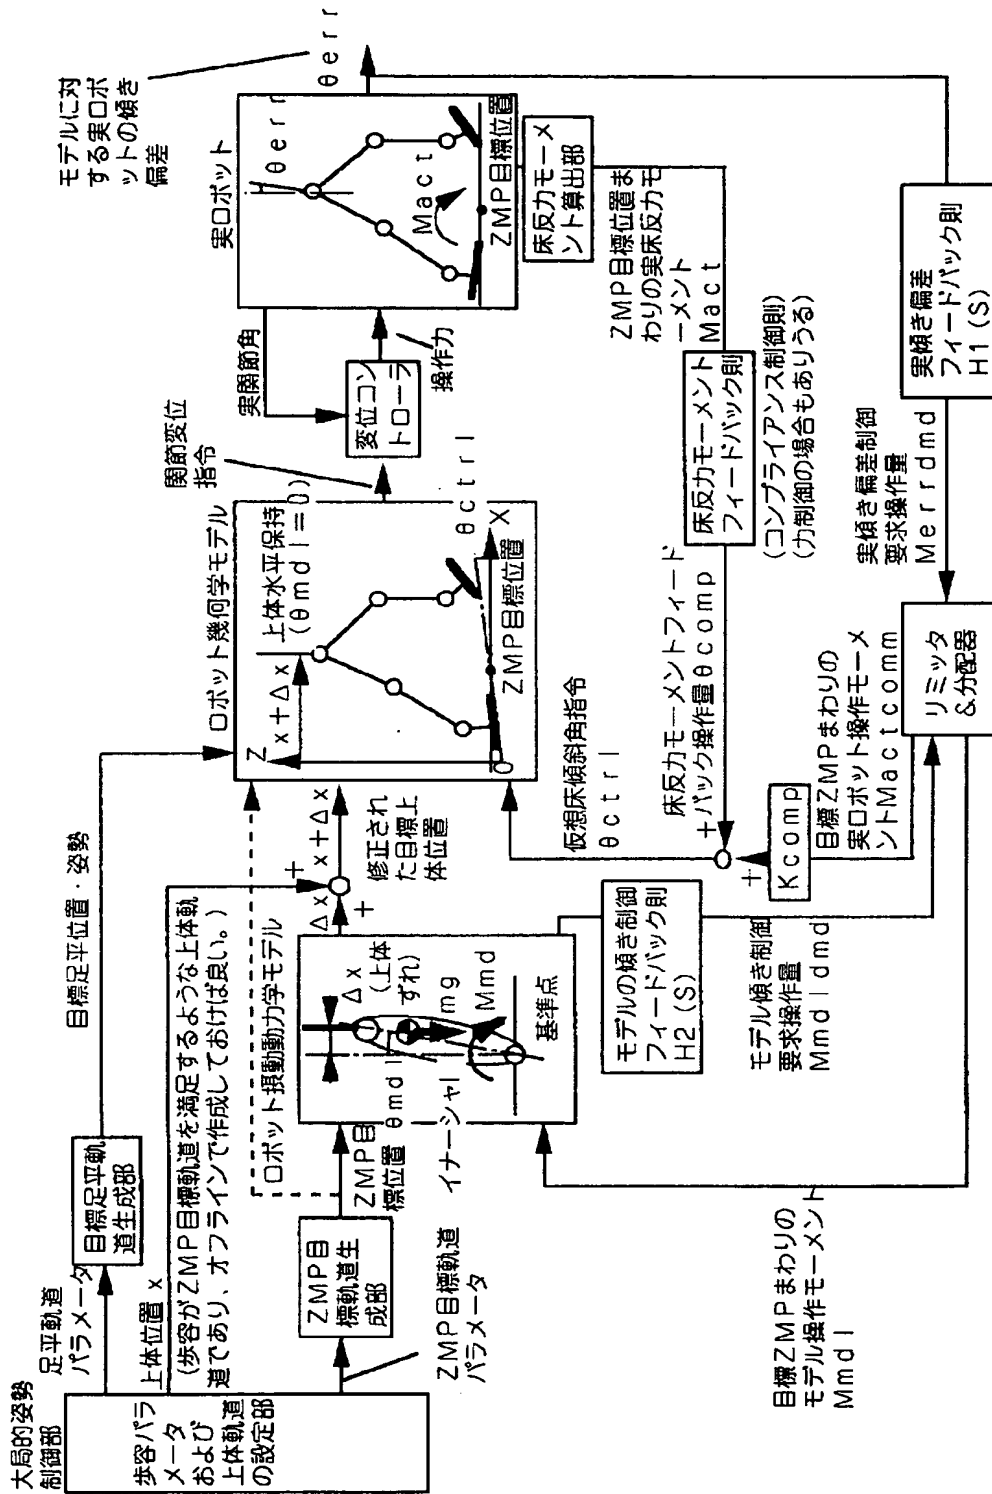 大局的姿勢
制御部
歩容パラ
メータ
および
上体軌道
の設定部
足平軌道
パラメータ
目標足平軌
道生成部
目標足平位置・姿勢
上体位置 x
(歩容がZMP目標軌道を満足するような上体軌
道であり、オフラインで作成しておけば良い。)
ZMP目標軌道
パラメータ
ZMP目
標軌道生
成部
ZMP目
標位置
ロボット摂動動力学モデル
Δx
(上体
ずれ)
θmdl
mg
Mmd
イナーシャI
基準点
Δx
+
+
x+Δx
修正され
た目標上
体位置
ロボット幾何学モデル
Z
x+Δx
上体水平保持
(θmdl=0)
θctrl
X
0
ZMP目標位置
関節変位
指令
変位コン
トローラ
実関節角
操作力
実ロボット
θerr
Mact
ZMP目標位置
モデルに対
する実ロボ
ットの傾き
偏差
θerr
床反力モーメ
ント算出部
ZMP目標位置ま
わりの実床反力モ
ーメント
Mact
床反力モーメント
フィードバック則
(コンプライアンス制御則)
(力制御の場合もありうる)
床反力モーメントフィード
+バック操作量θcomp
仮想床傾斜角指令
θctrl
+
Kcomp
目標ZMPまわりの
実ロボット操作モーメ
ントMactcomm
実傾き偏差
フィードバック則
H1(S)
実傾き偏差制御
要求操作量
Merrdmd
リミッタ
&分配器
モデルの傾き制御
フィードバック則
H2(S)
モデル傾き制御
要求操作量
Mmdldmd
目標ZMPまわりの
モデル操作モーメント
Mmdl